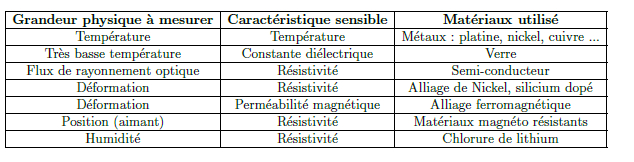 Grandeur physique à mesurer Caractéristique sensible Matériaux utilisé
Température Température Métaux : platine, nickel, cuivre ...
Très basse température Constante diélectrique Verre
Flux de rayonnement optique Résistivité Semi-conducteur
Déformation Résistivité Alliage de Nickel, silicium dopé
Déformation Perméabilité magnétique Alliage ferromagnétique
Position (aimant) Résistivité Matériaux magnéto résistants
Humidité Résistivité Chlorure de lithium